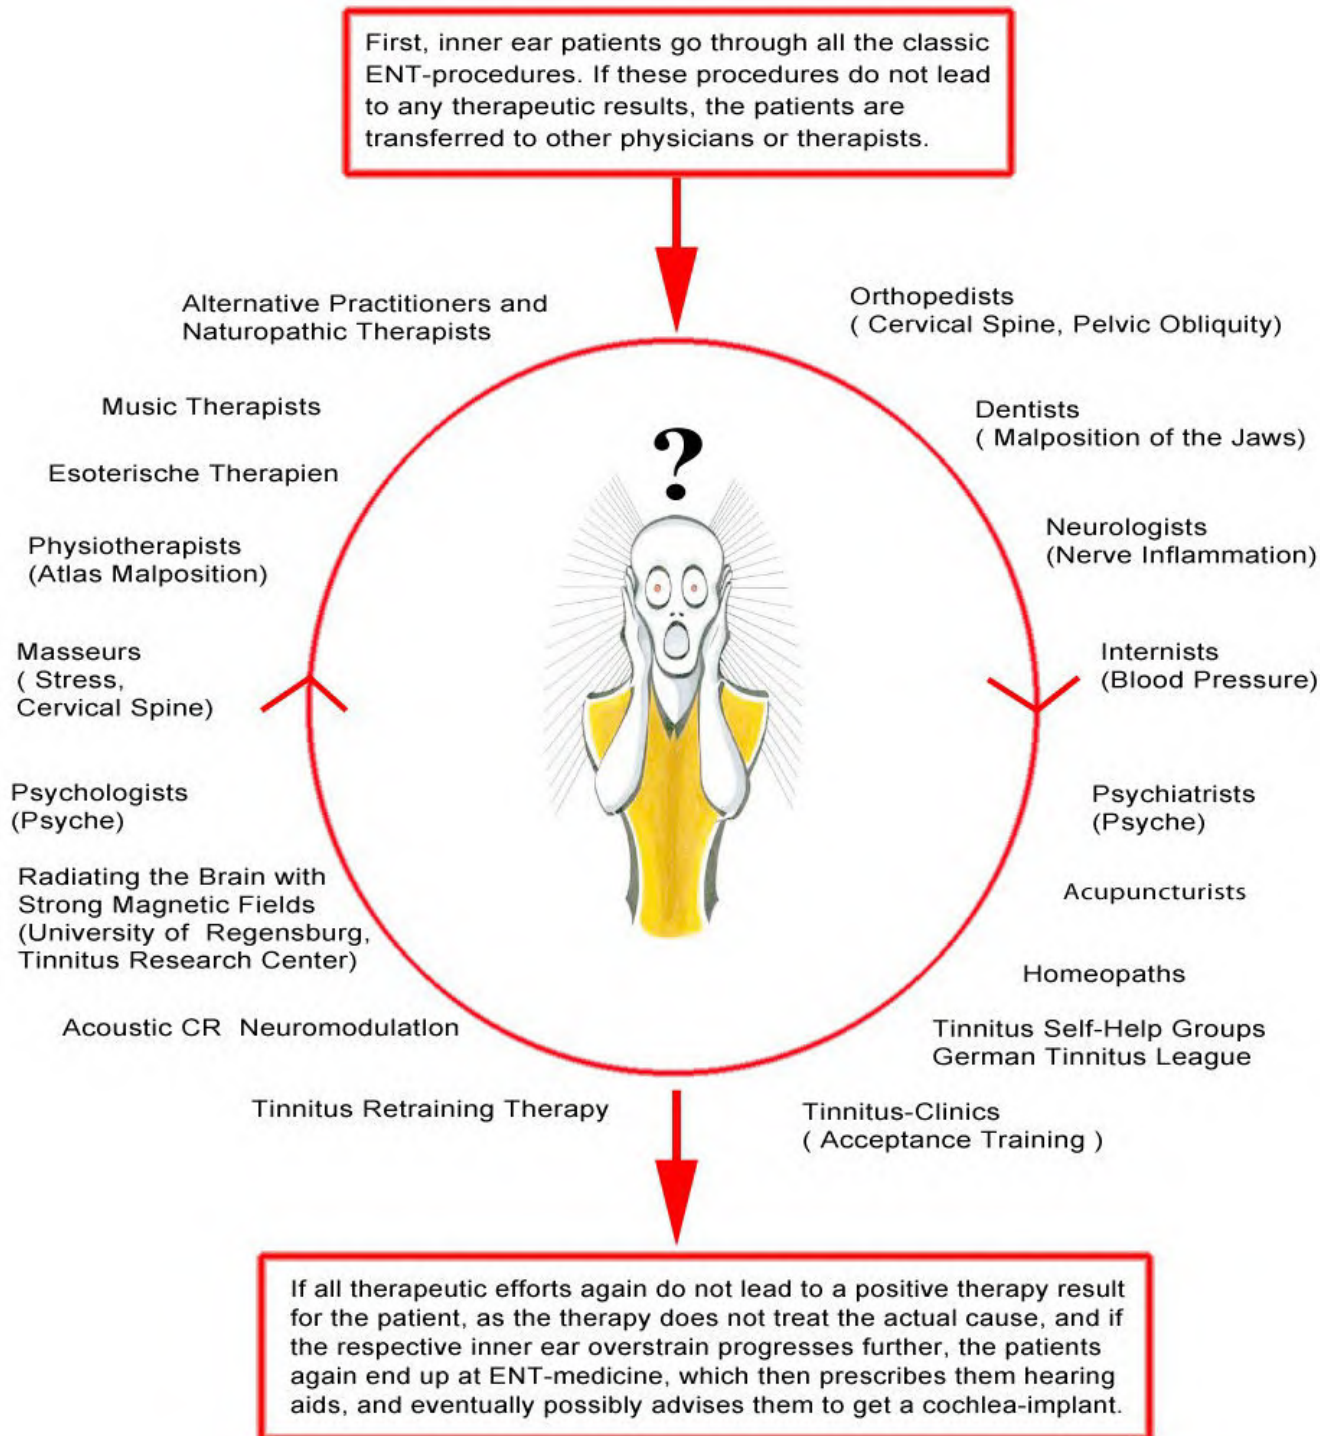 First, inner ear patients go through all the classic
ENT-procedures. If these procedures do not lead
to any therapeutic results, the patients are
transferred to other physicians or therapists.
Alternative Practitioners and
Naturopathic Therapists
Orthopedists
( Cervical Spine, Pelvic Obliquity)
Music Therapists
Dentists
( Malposition of the Jaws)
?
Esoterische Therapien
Neurologists
(Nerve Inflammation)
Physiotherapists
(Atlas Malposition)
Internists
(Blood Pressure)
Masseurs
( Stress,
Cervical Spine)
Psychiatrists
(Psyche)
Psychologists
(Psyche)
Acupuncturists
Radiating the Brain with
Strong Magnetic Fields
(University of Regensburg,
Tinnitus Research Center)
Homeopaths
Acoustic CR Neuromodulatlon
Tinnitus Self-Help Groups
German Tinnitus League
Tinnitus Retraining Therapy
Tinnitus-Clinics
( Acceptance Training )
If all therapeutic efforts again do not lead to a positive therapy result
for the patient, as the therapy does not treat the actual cause, and if
the respective inner ear overstrain progresses further, the patients
again end up at ENT-medicine, which then prescribes them hearing
aids, and eventually possibly advises them to get a cochlea-implant.